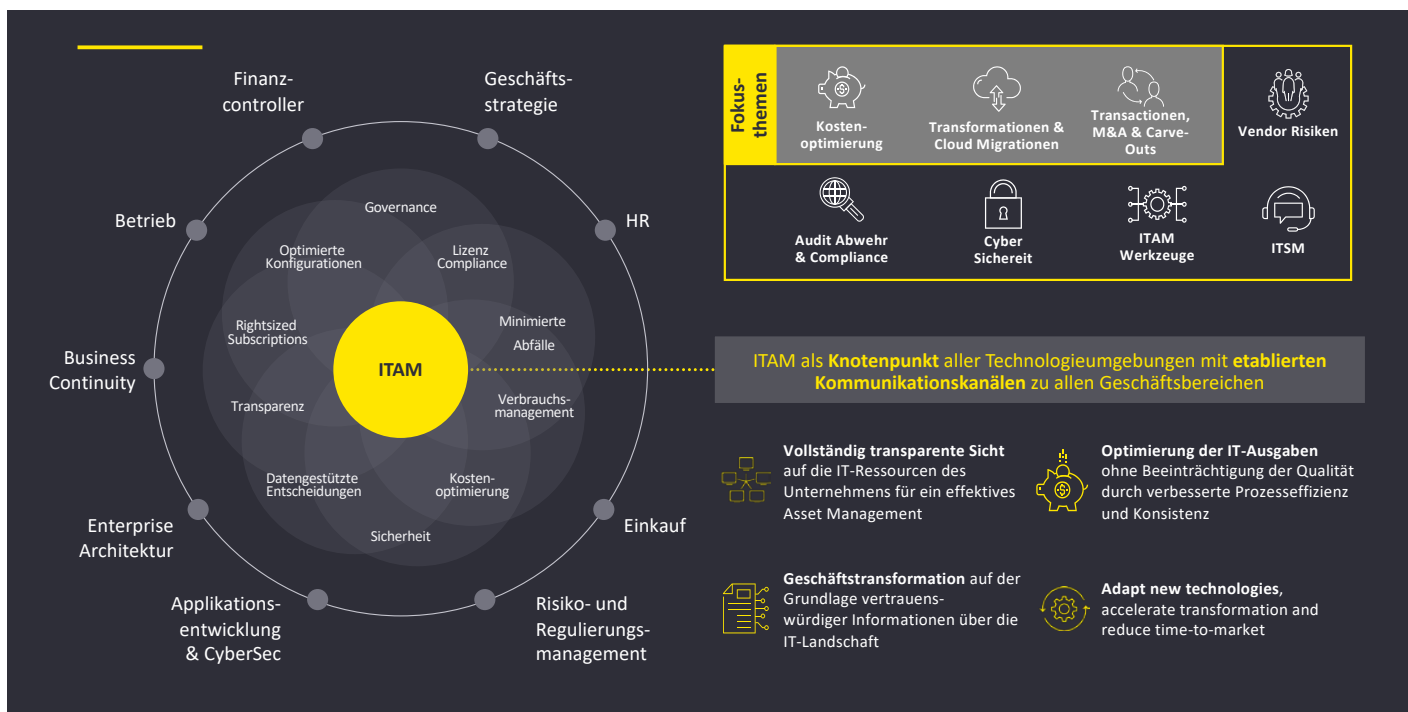 Finanz-
controller
Geschäfts-
strategie
Betrieb
HR
Business
Continuity
Enterprise
Architektur
Einkauf
Applikations-
entwicklung
& CyberSec
Risiko- und
Regulierungs-
management
Governance
Optimierte
Konfigurationen
Lizenz
Compliance
Rightsized
Subscriptions
Minimierte
Abfälle
ITAM
Transparenz
Verbrauchs-
management
Datengestützte
Entscheidungen
Kosten-
optimierung
Sicherheit
Fokus-
themen
Kosten-
optimierung
Transformationen &
Cloud Migrationen
Transactionen,
M&A & Carve-
Outs
Vendor Risiken
Audit Abwehr
& Compliance
Cyber
Sichereit
ITAM
Werkzeuge
ITSM
ITAM als Knotenpunkt aller Technologieumgebungen mit etablierten
Kommunikationskanälen zu allen Geschäftsbereichen
Vollständig transparente Sicht
auf die IT-Ressourcen des
Unternehmens für ein effektives
Asset Management
Optimierung der IT-Ausgaben
ohne Beeinträchtigung der Qualität
durch verbesserte Prozesseffizienz
und Konsistenz
Geschäftstransformation auf der
Grundlage vertrauens-
würdiger Informationen über die
IT-Landschaft
Adapt new technologies,
accelerate transformation and
reduce time-to-market